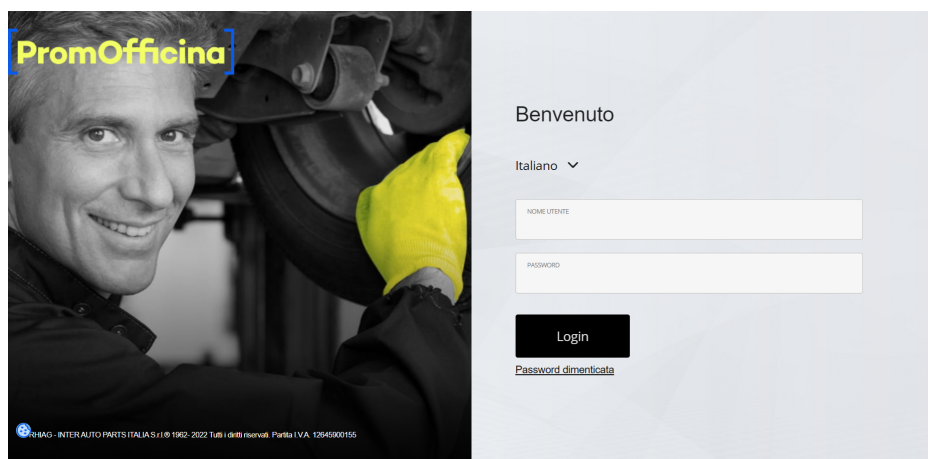 PromOfficina
Benvenuto
Italiano
NOME UTENTE
PASSWORD
Login
Password dimenticata
RHIAG - INTER AUTO PARTS ITALIA S.r.l.® 1962- 2022 Tutti i diritti riservati. Partita I.V.A. 12645900155